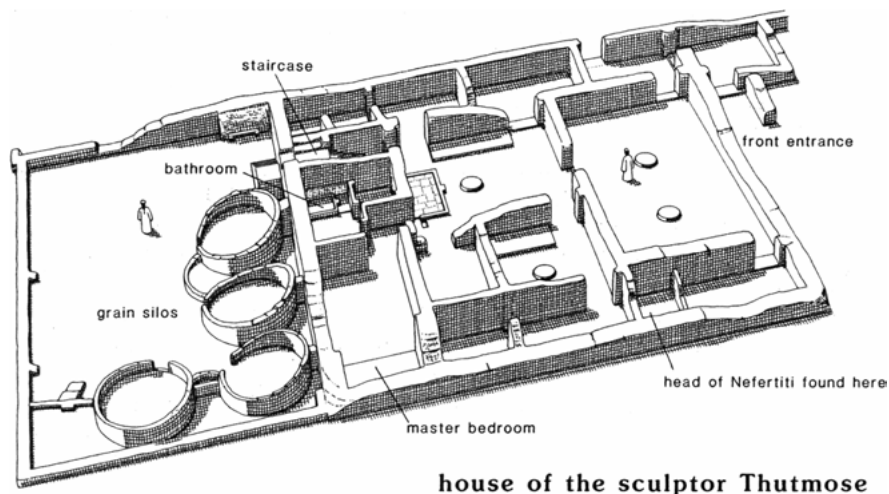 staircase
bathroom
front entrance
grain silos
head of Nefertiti found here
master bedroom
house of the sculptor Thutmose